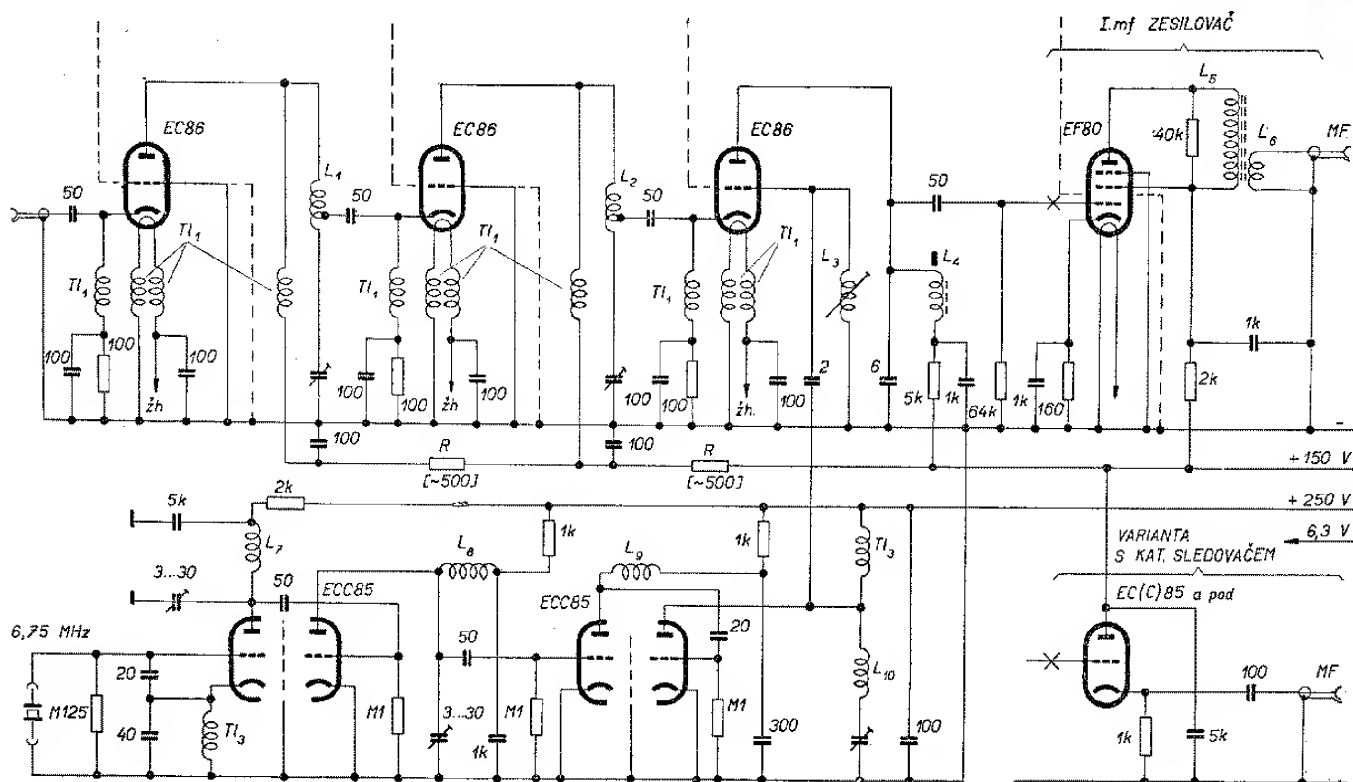 I.mf ZESILOVAČ
EC86
EC86
EC86
EF80
L5
40k
L6
MF
50
L1
50
L2
50
50
Tl1
Tl1
Tl1
Tl1
Tl1
Tl1
L3
L4
1k
100
100
100
žh.
100
100
100
žh.
100
100
100
žh.
100
2
6
5k
1k
64k
1k
160
2k
100
100
-
R
[~500]
R
[~500]
+150 V
+250 V
6,3 V
5k
2k
L7
1k
L8
1k
L9
Tl3
VARIANTA
S KAT. SLEDOVAČEM
EC(C)85 a pod
3...30
50
ECC85
ECC85
6,75 MHz
20
50
20
L10
M125
40
Tl3
M1
3...30
1k
M1
M1
300
100
100
MF
1k
5k